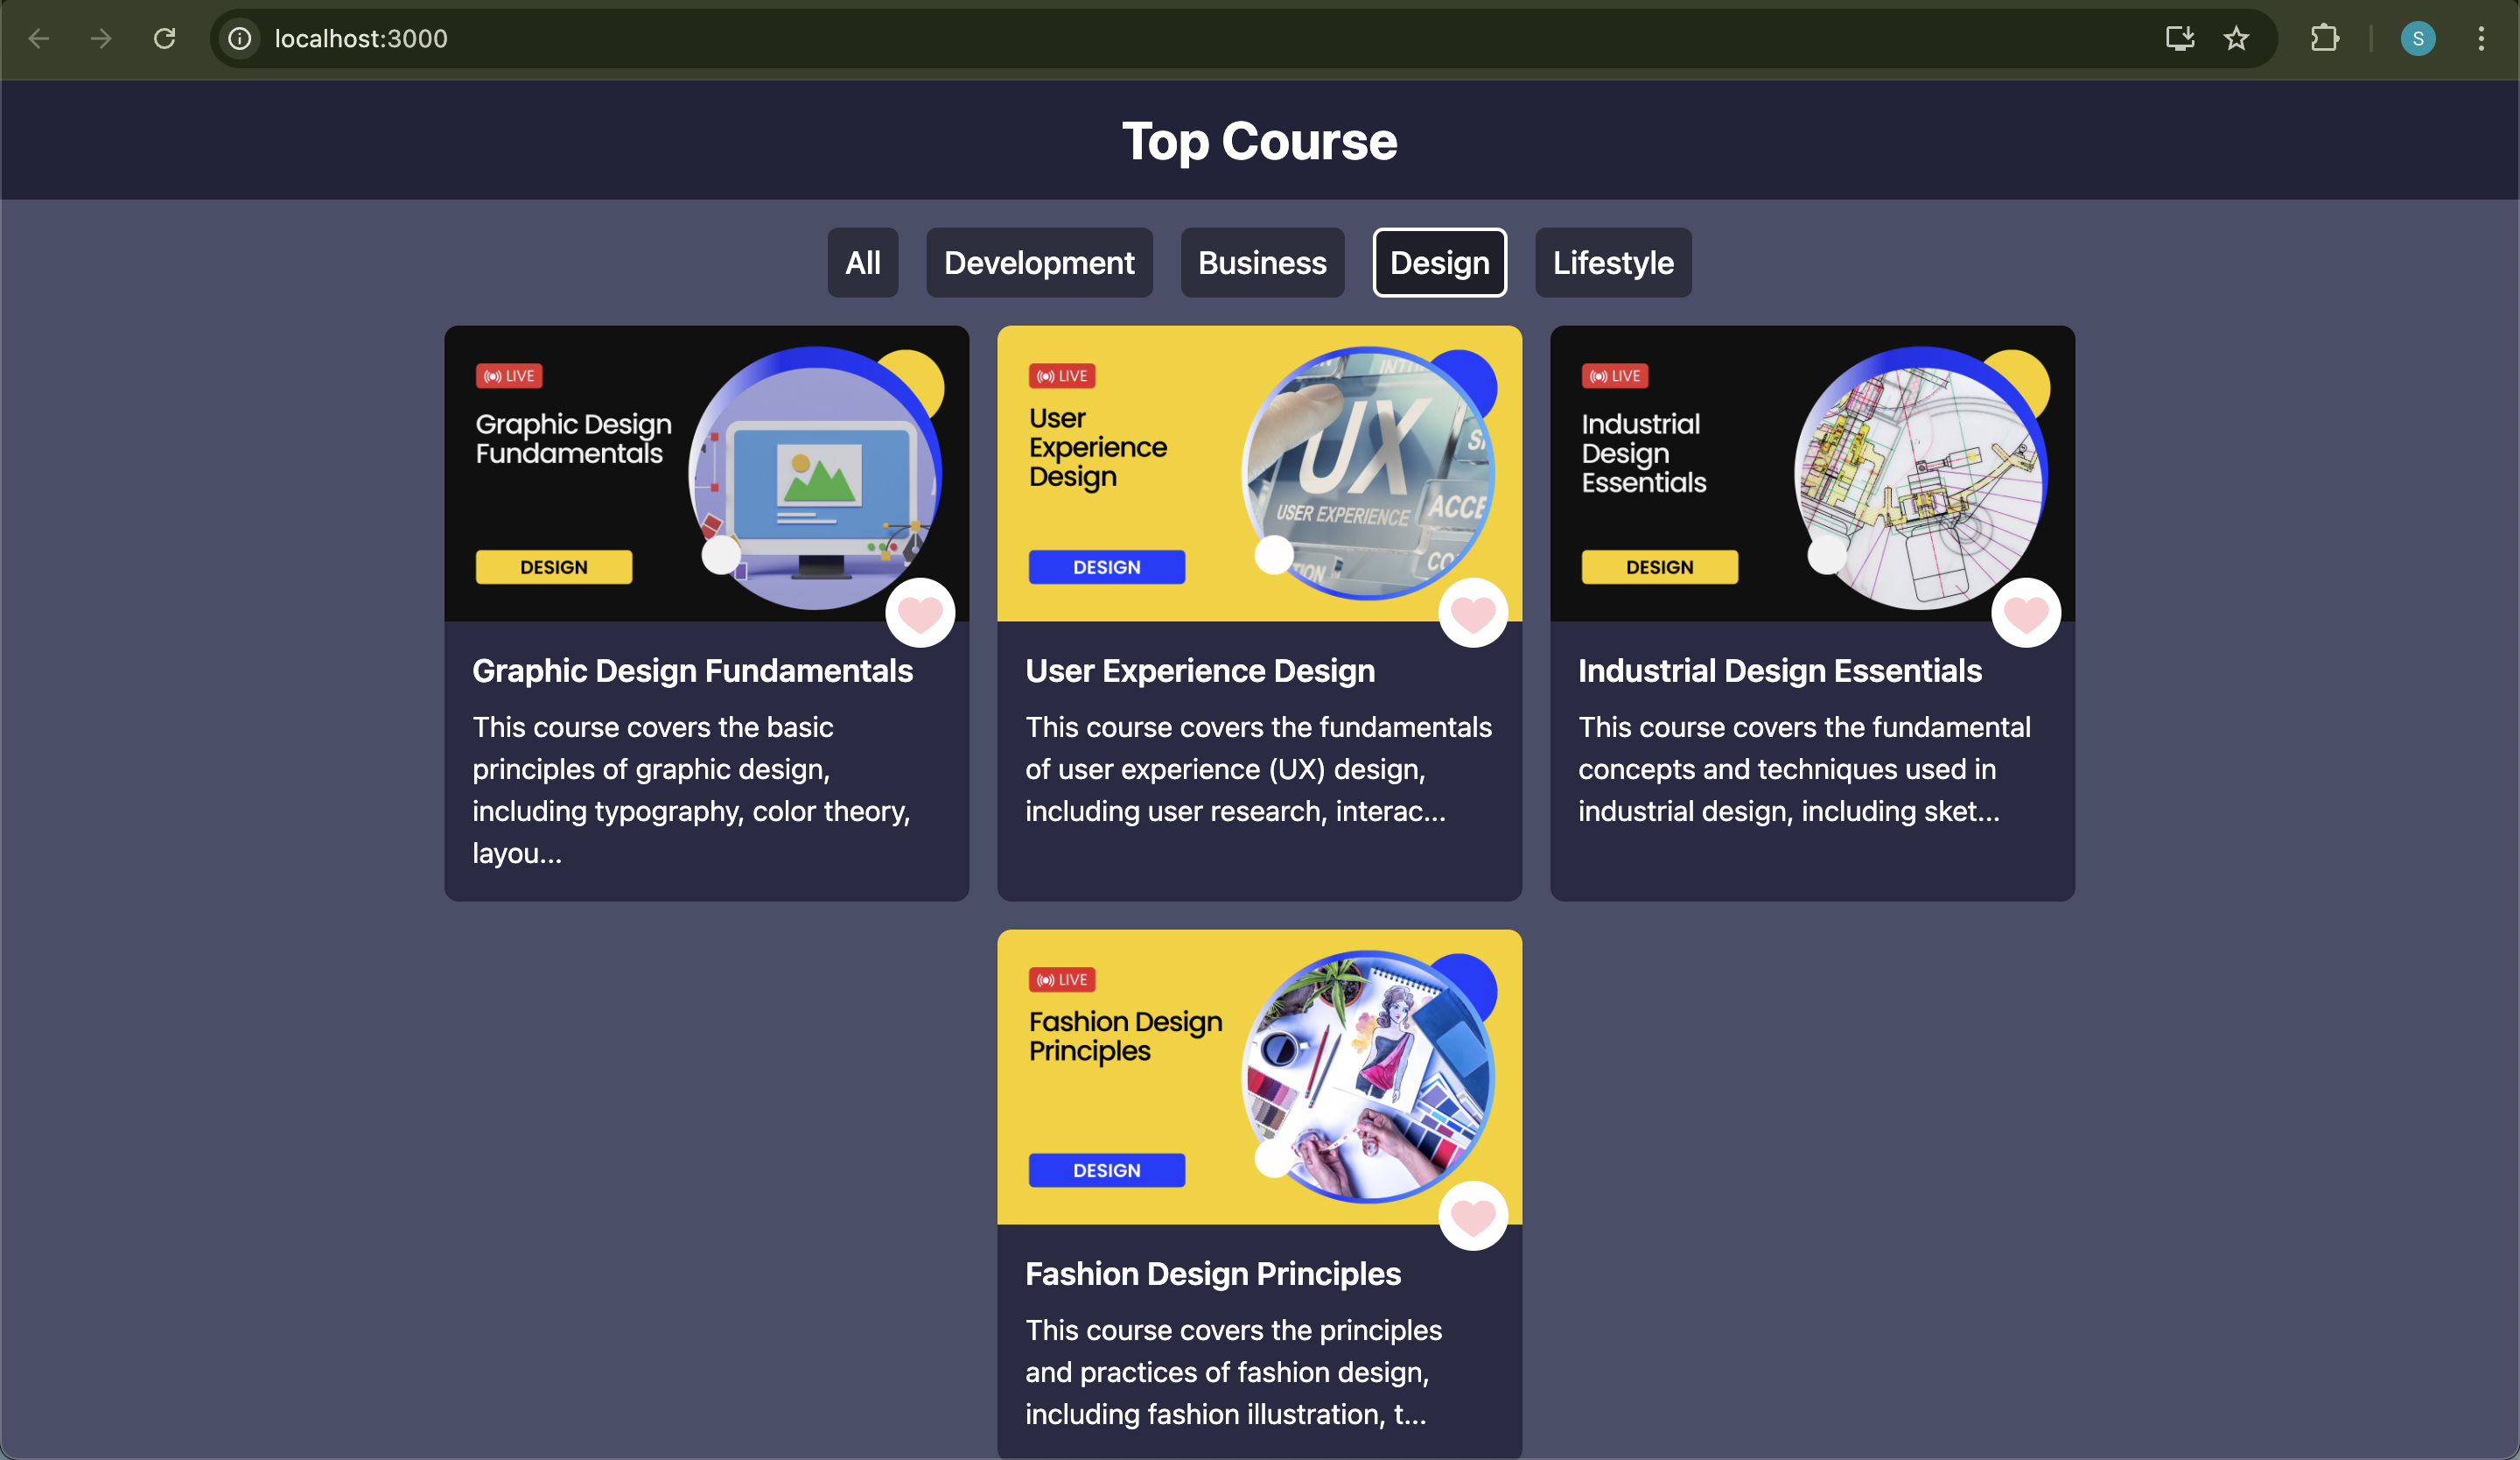 localhost:3000
S
Top Course
All
Development
Business
Design
Lifestyle
LIVE
Graphic Design
Fundamentals
DESIGN
Graphic Design Fundamentals
This course covers the basic
principles of graphic design,
including typography, color theory,
layou...
LIVE
User
Experience
Design
DESIGN
UX
USER EXPERIENCE
ACCE
User Experience Design
This course covers the fundamentals
of user experience (UX) design,
including user research, interac...
LIVE
Industrial
Design
Essentials
DESIGN
Industrial Design Essentials
This course covers the fundamental
concepts and techniques used in
industrial design, including sket...
LIVE
Fashion Design
Principles
DESIGN
Fashion Design Principles
This course covers the principles
and practices of fashion design,
including fashion illustration, t...